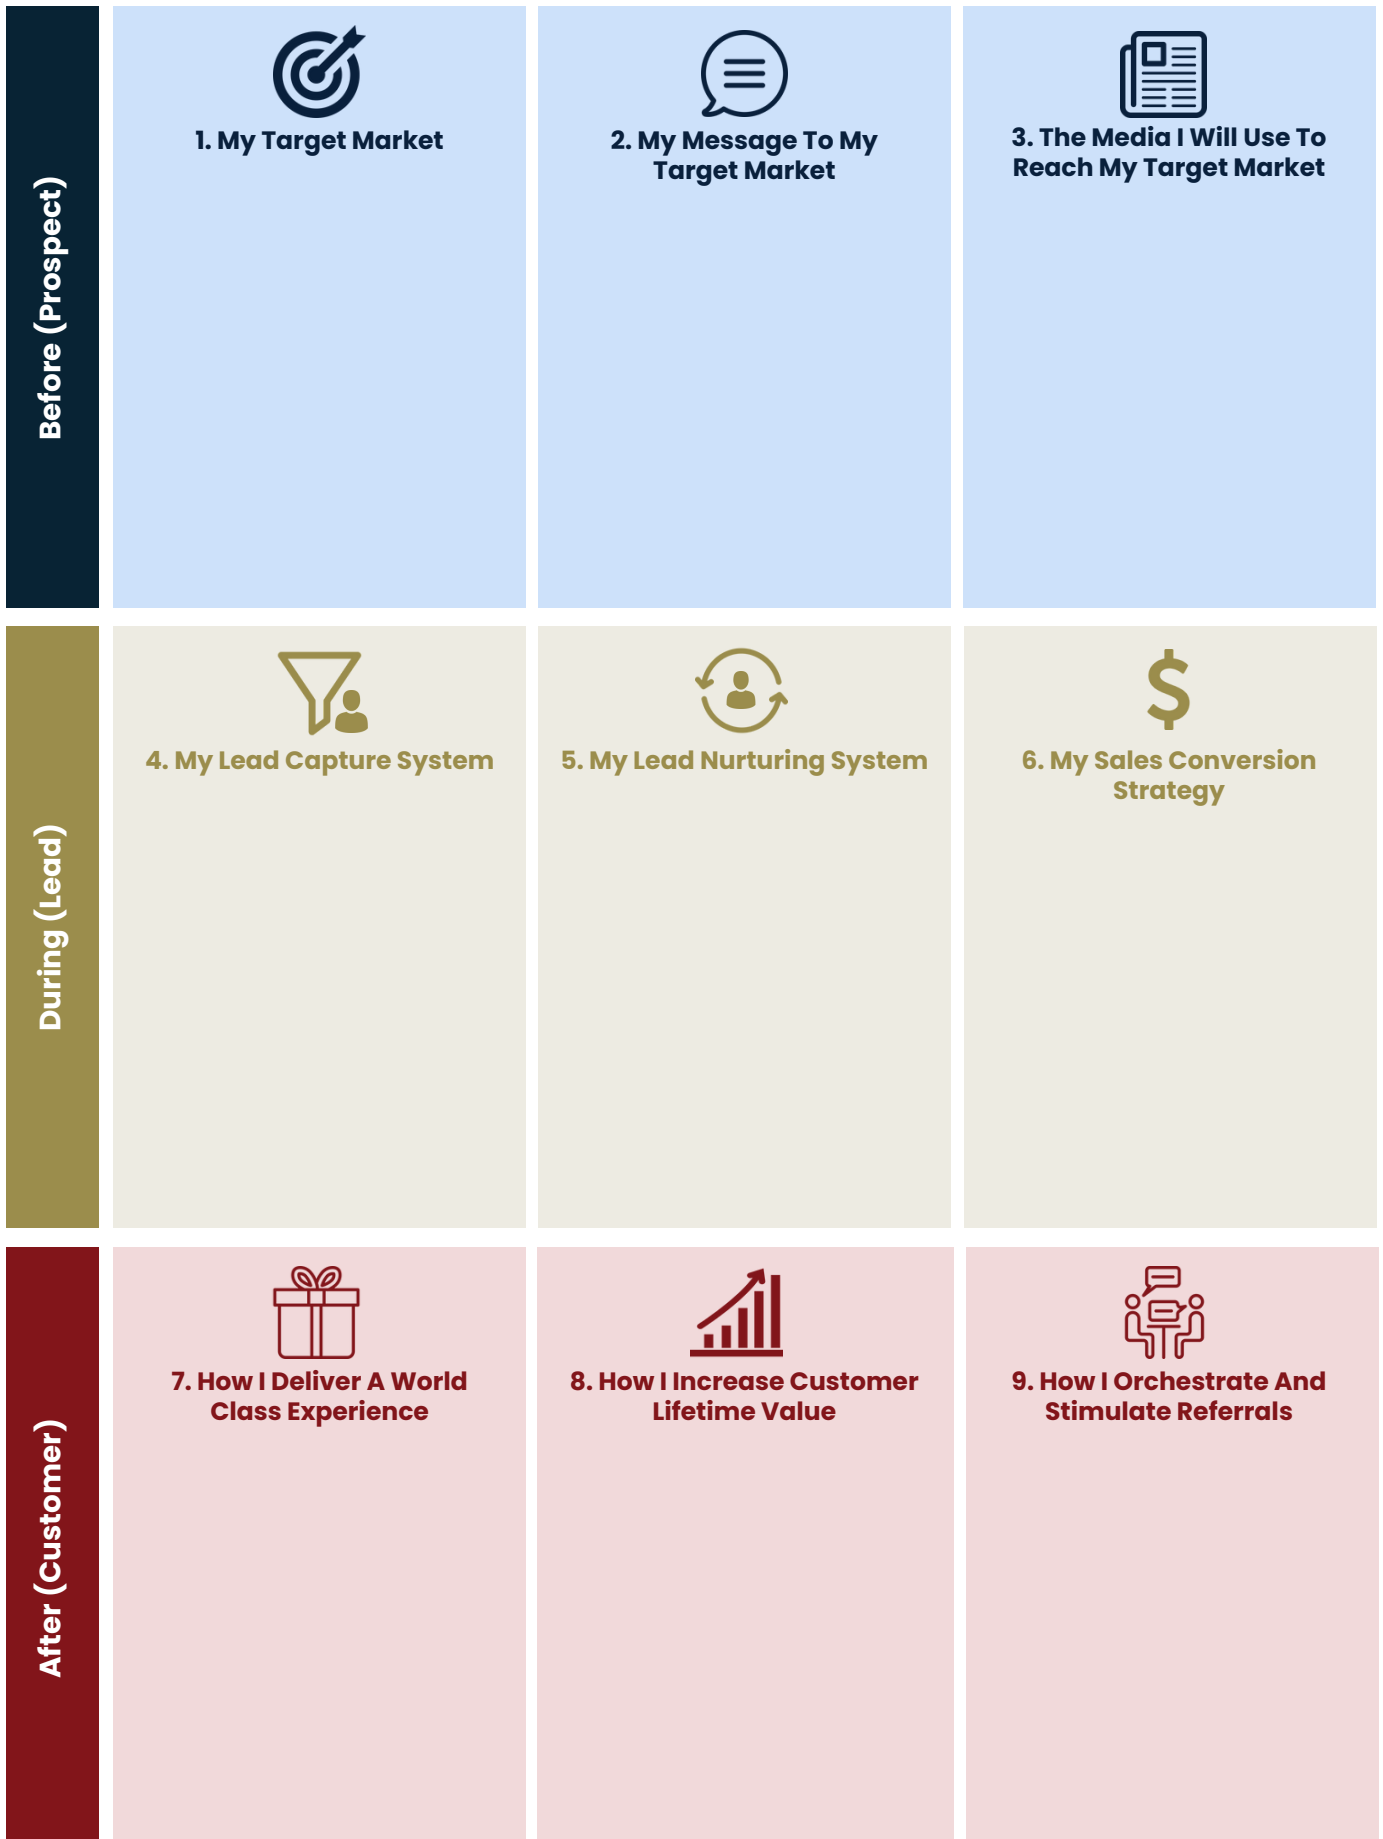 Before (Prospect)
1. My Target Market
2. My Message To My
Target Market
3. The Media I Will Use To
Reach My Target Market
During (Lead)
4. My Lead Capture System
5. My Lead Nurturing System
6. My Sales Conversion
Strategy
After (Customer)
7. How I Deliver A World
Class Experience
8. How I Increase Customer
Lifetime Value
9. How I Orchestrate And
Stimulate Referrals